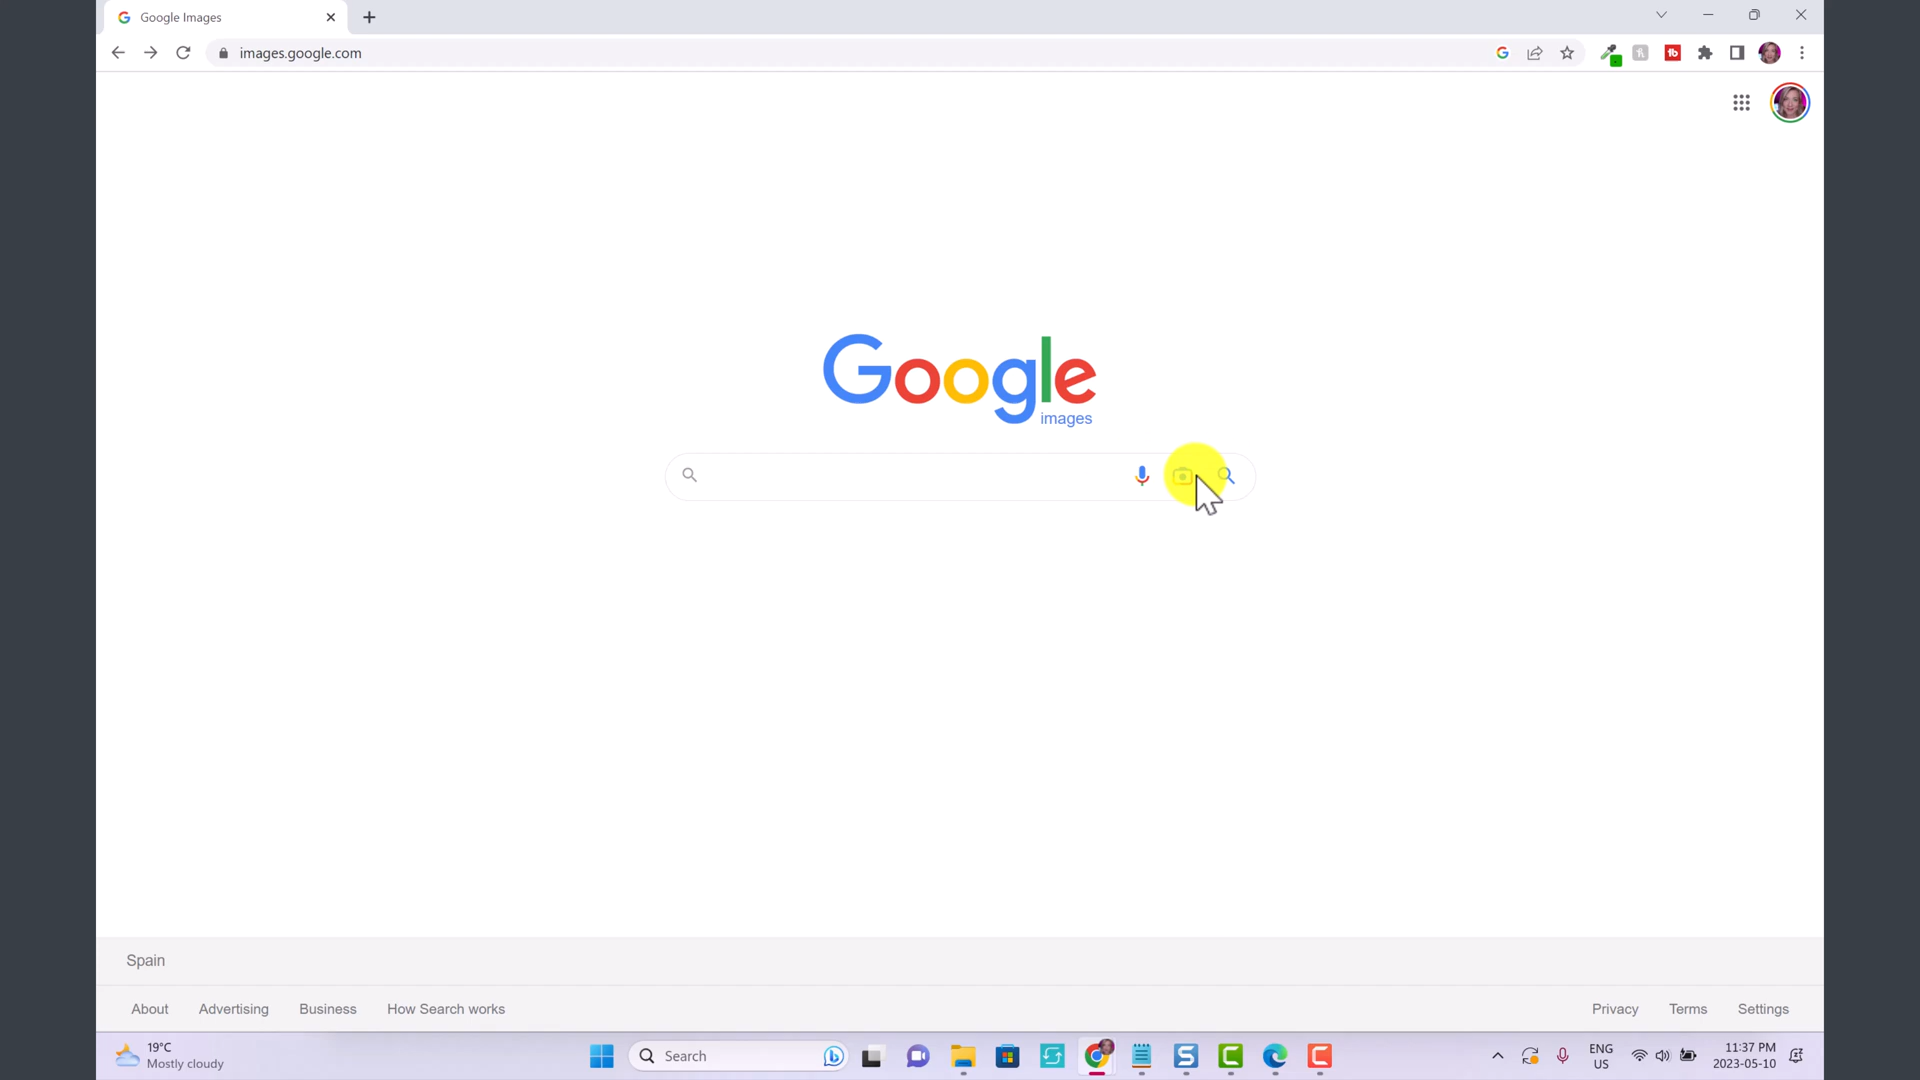 Google Images
images.google.com
Google
images
Spain
About Advertising Business How Search works
Privacy Terms Settings
19°C
Mostly cloudy
Search
ENG
US
11:37 PM
2023-05-10